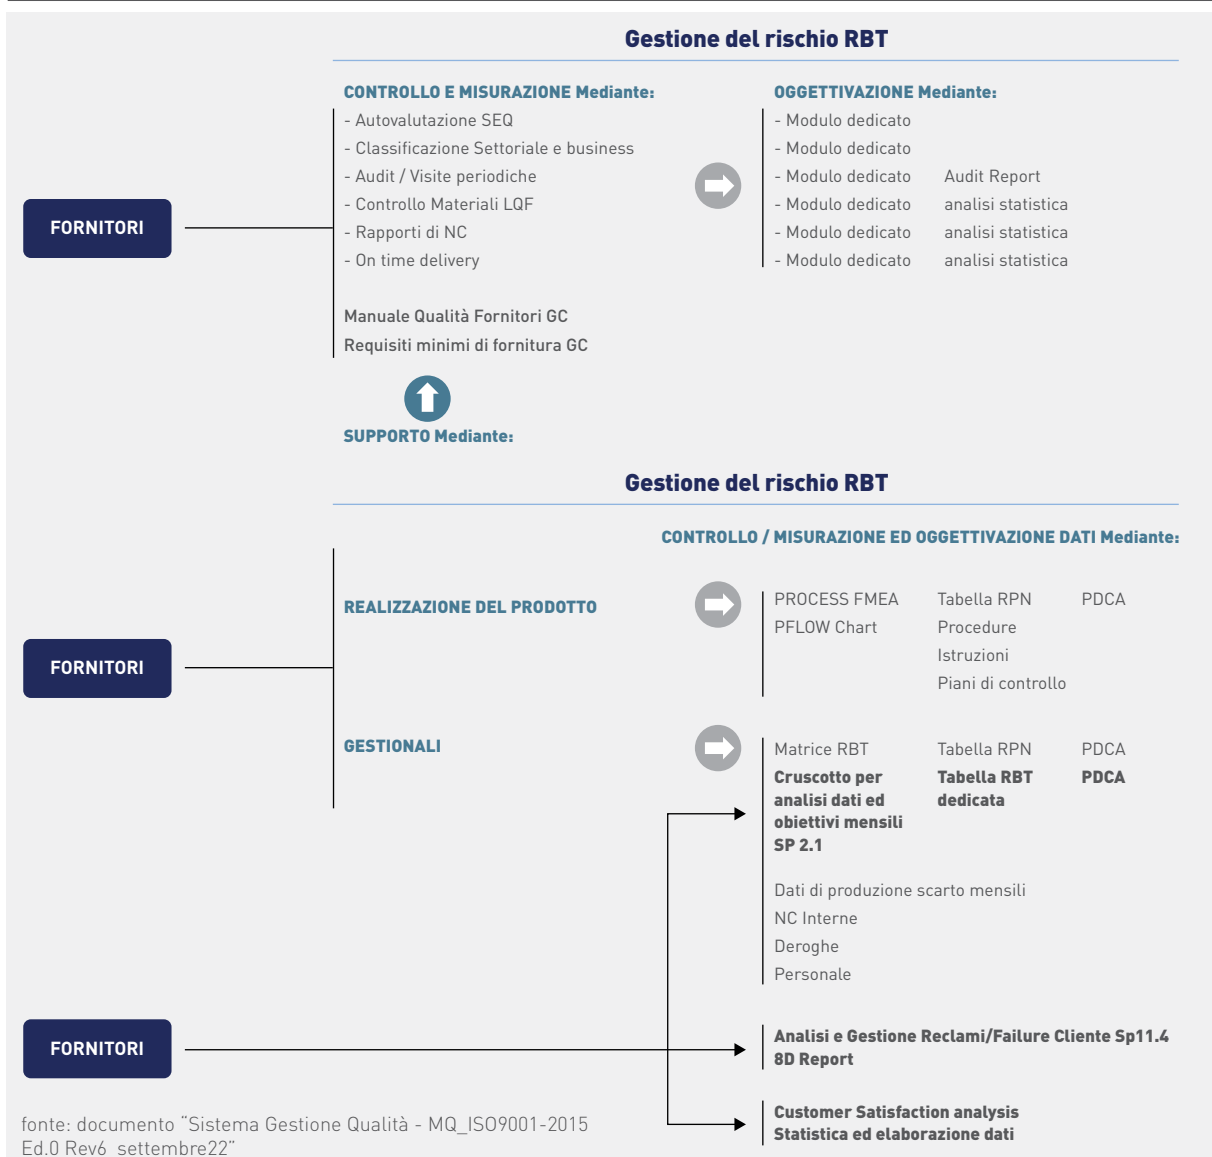 Gestione del rischio RBT
CONTROLLO E MISURAZIONE Mediante:
- Autovalutazione SEQ
- Classificazione Settoriale e business
- Audit / Visite periodiche
- Controllo Materiali LQF
- Rapporti di NC
- On time delivery
Manuale Qualità Fornitori GC
Requisiti minimi di fornitura GC
OGGETTIVAZIONE Mediante:
- Modulo dedicato
- Modulo dedicato
- Modulo dedicato Audit Report
- Modulo dedicato analisi statistica
- Modulo dedicato analisi statistica
- Modulo dedicato analisi statistica
FORNITORI
SUPPORTO Mediante:
Gestione del rischio RBT
CONTROLLO / MISURAZIONE ED OGGETTIVAZIONE DATI Mediante:
FORNITORI
REALIZZAZIONE DEL PRODOTTO
PROCESS FMEA Tabella RPN PDCA
PFLOW Chart Procedure
Istruzioni
Piani di controllo
GESTIONALI
Matrice RBT Tabella RPN PDCA
Cruscotto per Tabella RBT PDCA
analisi dati ed dedicata
obiettivi mensili
SP 2.1
Dati di produzione scarto mensili
NC Interne
Deroghe
Personale
FORNITORI
Analisi e Gestione Reclami/Failure Cliente Sp11.4
8D Report
Customer Satisfaction analysis
Statistica ed elaborazione dati
fonte: documento "Sistema Gestione Qualità - MQ_ISO9001-2015
Ed.0 Rev6 settembre22"